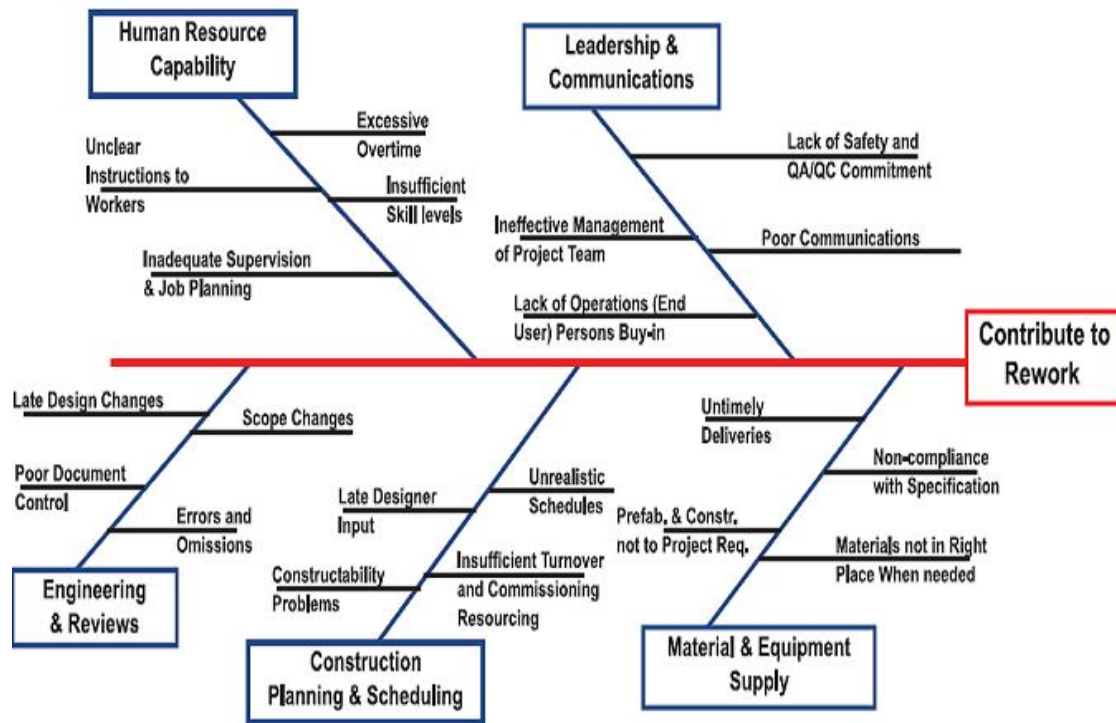 Human Resource
Capability
Leadership &
Communications
Excessive
Overtime
Unclear
Instructions to
Workers
Insufficient
Skill levels
Inadequate Supervision
& Job Planning
Lack of Safety and
QA/QC Commitment
Ineffective Management
of Project Team
Poor Communications
Lack of Operations (End
User) Persons Buy-in
Contribute to
Rework
Late Design Changes
Scope Changes
Poor Document
Control
Errors and
Omissions
Engineering
& Reviews
Late Designer
Input
Unrealistic
Schedules
Constructability
Problems
Insufficient Turnover
and Commissioning
Resourcing
Construction
Planning & Scheduling
Untimely
Deliveries
Non-compliance
with Specification
Prefab. & Constr.
not to Project Req.
Materials not in Right
Place When needed
Material & Equipment
Supply